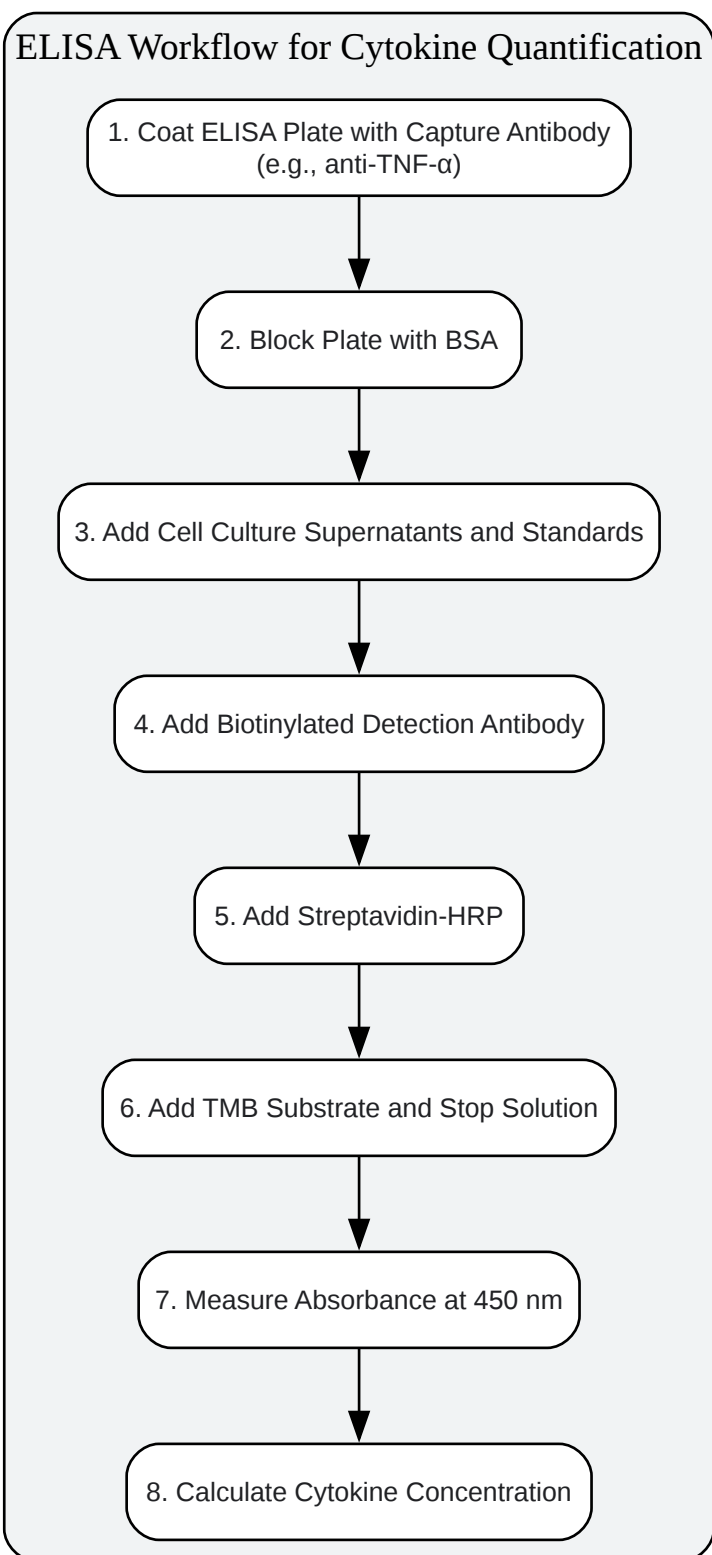 ELISA Workflow for Cytokine Quantification
1. Coat ELISA Plate with Capture Antibody
(e.g., anti-TNF-α)
2. Block Plate with BSA
3. Add Cell Culture Supernatants and Standards
4. Add Biotinylated Detection Antibody
5. Add Streptavidin-HRP
6. Add TMB Substrate and Stop Solution
7. Measure Absorbance at 450 nm
8. Calculate Cytokine Concentration